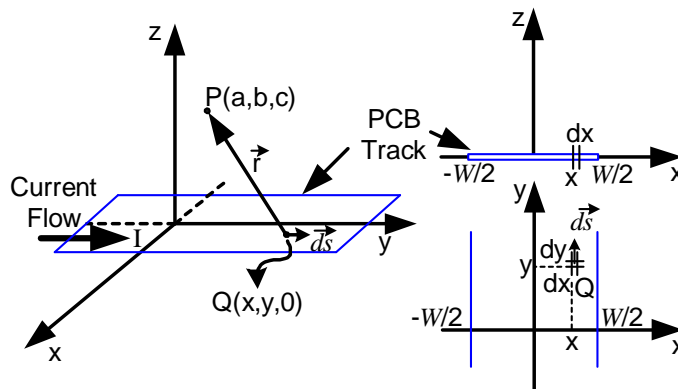 z
P(a,b,c)
r
Current
Flow
I
ds
y
Q(x,y,0)
x
PCB
Track
z
dx
-W/2
x
W/2
x
y
ds
dy
y
dx
Q
-W/2
W/2
x
x